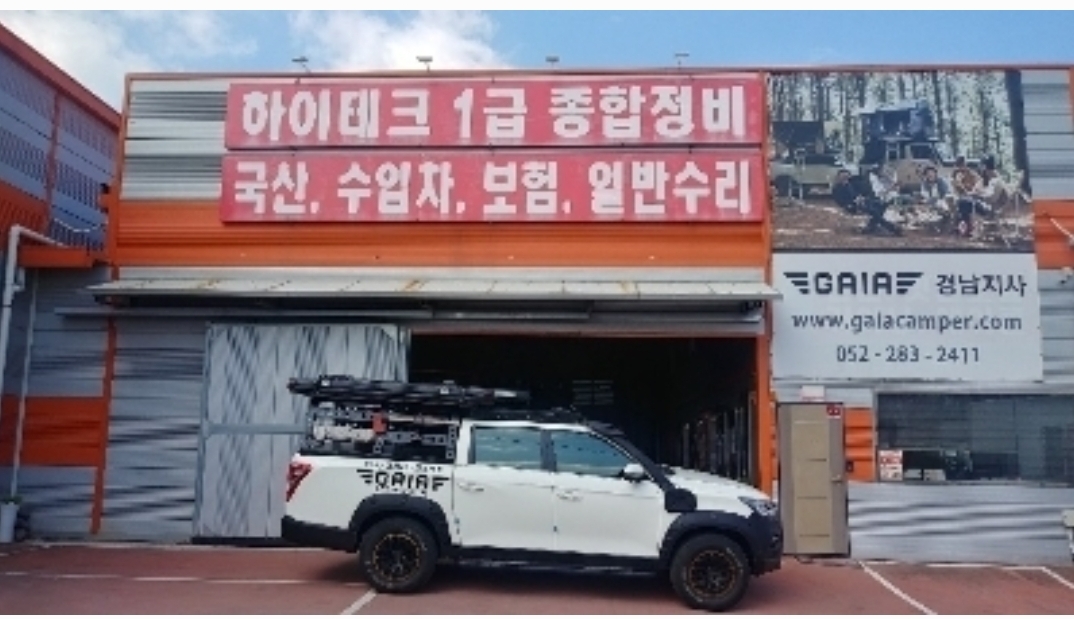 하이테크 1급 종합정비
국산, 수입차, 보험, 일반수리
GAIA 경남지사
www.gaiacamper.com
052-283-2411
GAIA